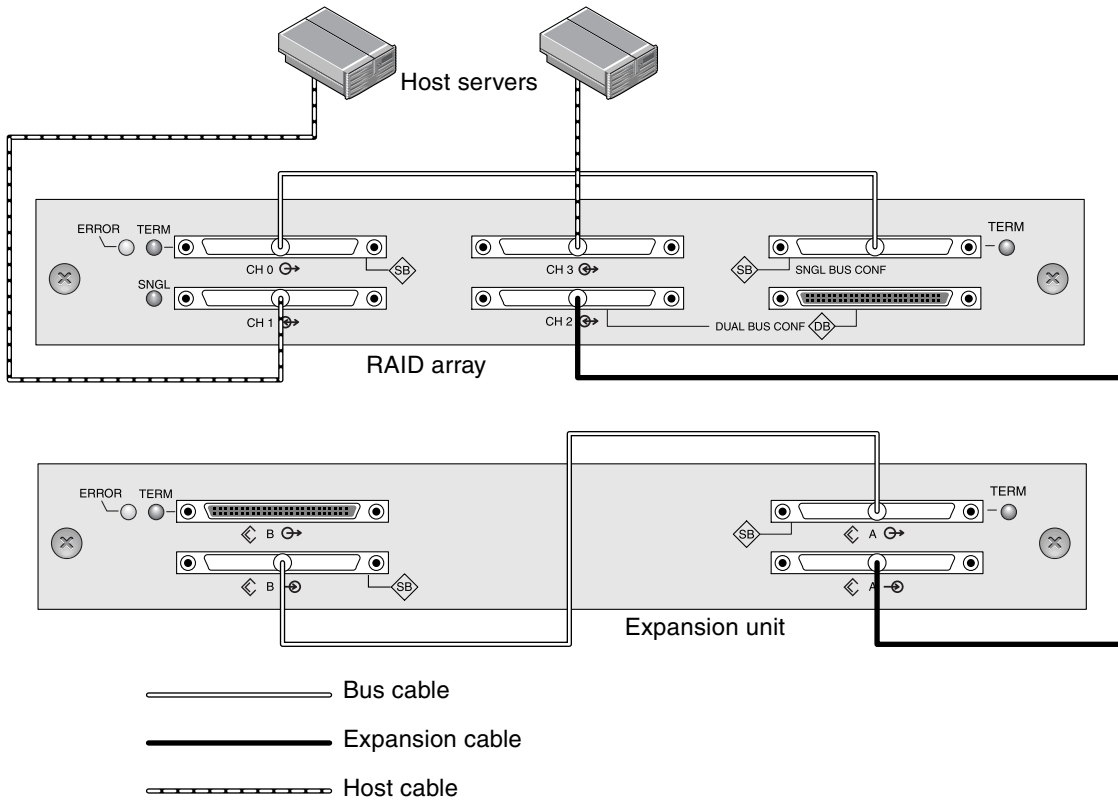 Host servers
ERROR TERM
TERM
CH 0
SB
CH 3
SB
SNGL BUS CONF
SNGL
CH 1
CH 2
DUAL BUS CONF DB
RAID array
ERROR TERM
TERM
B
SB
A
B
SB
A
Expansion unit
Bus cable
Expansion cable
Host cable